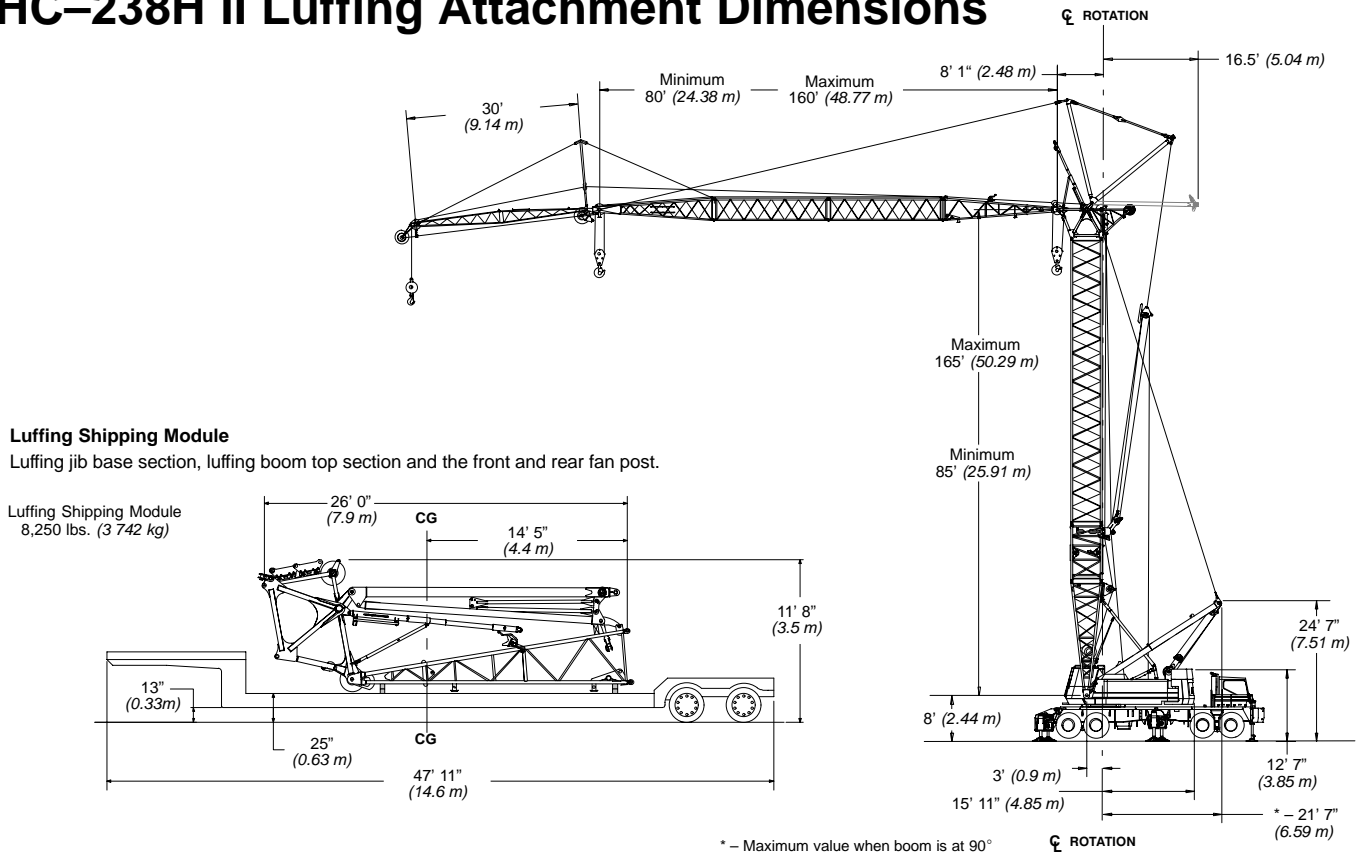 HC–238H II Luffing Attachment Dimensions
℄ ROTATION
16.5’ (5.04 m)
8’ 1“ (2.48 m)
Minimum
80’ (24.38 m)
Maximum
160’ (48.77 m)
30’
(9.14 m)
Maximum
165’ (50.29 m)
Minimum
85’ (25.91 m)
Luffing Shipping Module
Luffing jib base section, luffing boom top section and the front and rear fan post.
Luffing Shipping Module
8,250 lbs. (3 742 kg)
26’ 0”
(7.9 m)
CG
14’ 5”
(4.4 m)
11’ 8”
(3.5 m)
13”
(0.33m)
25”
(0.63 m)
CG
47’ 11”
(14.6 m)
24’ 7”
(7.51 m)
8’ (2.44 m)
12’ 7”
(3.85 m)
3’ (0.9 m)
15’ 11” (4.85 m)
* – 21’ 7”
(6.59 m)
* – Maximum value when boom is at 90°
℄ ROTATION